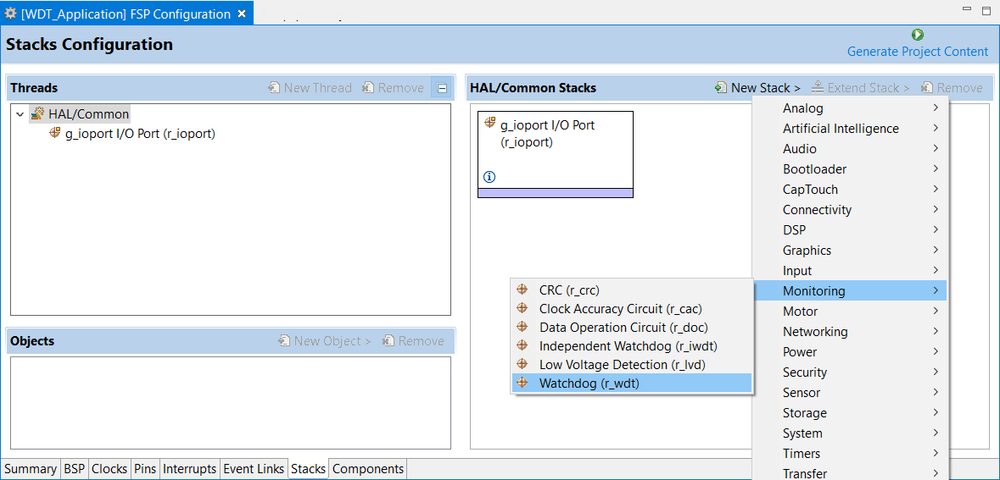 [WDT_Application] FSP Configuration
Stacks Configuration
Generate Project Content
Threads
New Thread
Remove
HAL/Common
g_ioport I/O Port (r_ioport)
Objects
New Object >
Remove
HAL/Common Stacks
New Stack >
Extend Stack >
Remove
g_ioport I/O Port
(r_ioport)
Analog
Artificial Intelligence
Audio
Bootloader
CapTouch
Connectivity
DSP
Graphics
Input
Monitoring
Motor
Networking
Power
Security
Sensor
Storage
System
Timers
Transfer
CRC (r_crc)
Clock Accuracy Circuit (r_cac)
Data Operation Circuit (r_doc)
Independent Watchdog (r_iwdt)
Low Voltage Detection (r_lvd)
Watchdog (r_wdt)
Summary
BSP
Clocks
Pins
Interrupts
Event Links
Stacks
Components